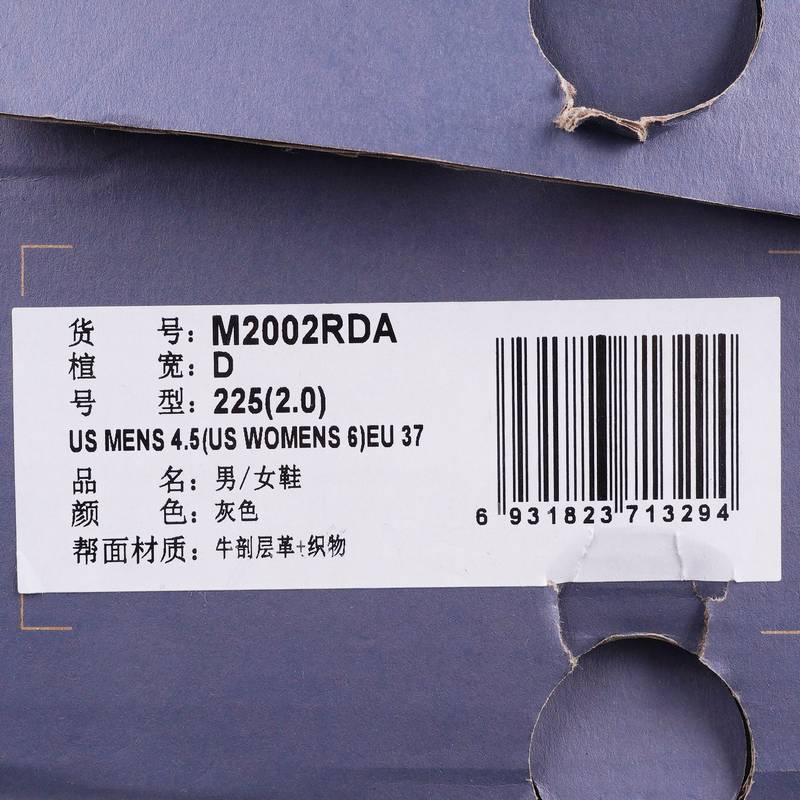 货 号: M2002RDA
楦 宽: D
号 型: 225(2.0)
US MENS 4.5(US WOMENS 6)EU 37
品 名: 男/女鞋
颜 色: 灰色
帮面材质: 牛剖层革+织物
6 931823 713294